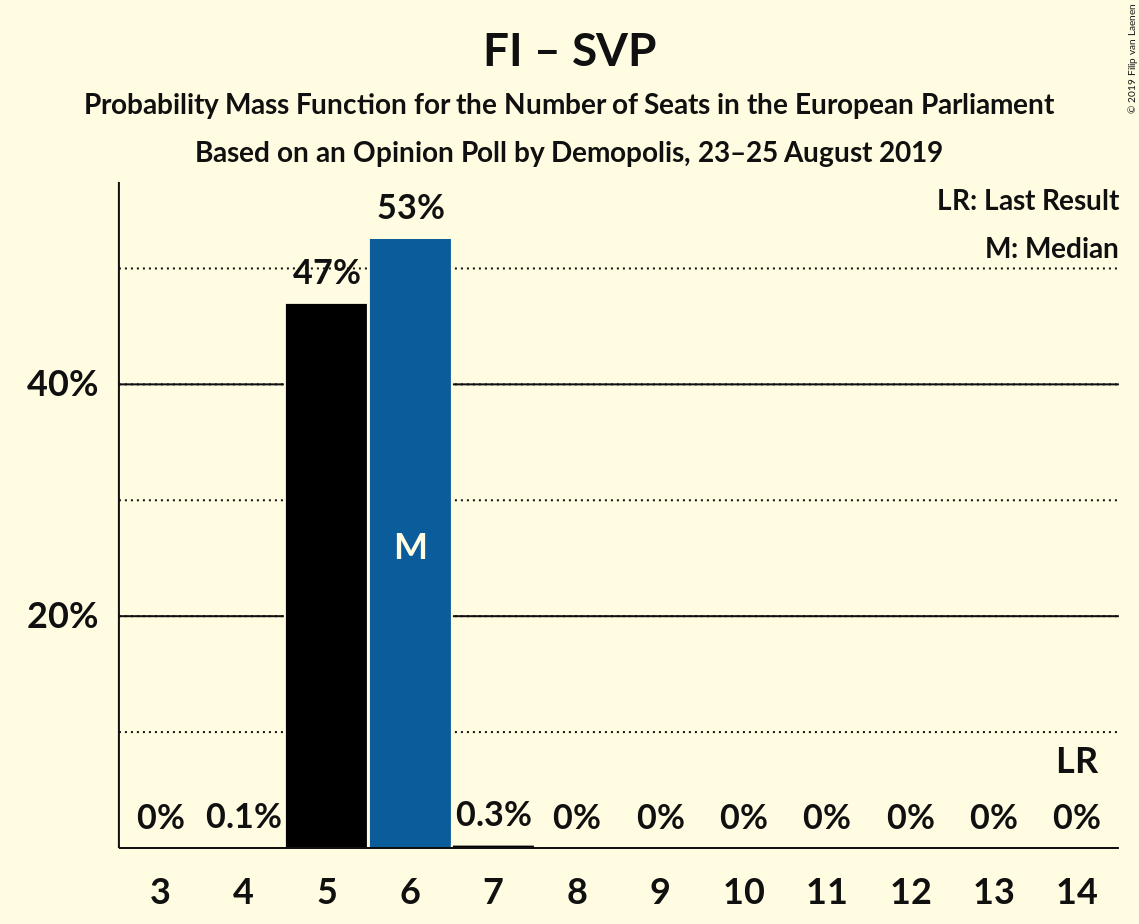 FI – SVP
Probability Mass Function for the Number of Seats in the European Parliament
Based on an Opinion Poll by Demopolis, 23–25 August 2019
© 2019 Filip van Laenen
LR: Last Result
M: Median
53%
47%
40%
M
20%
LR
0% 0.1% 0.3% 0% 0% 0% 0% 0% 0% 0%
3 4 5 6 7 8 9 10 11 12 13 14